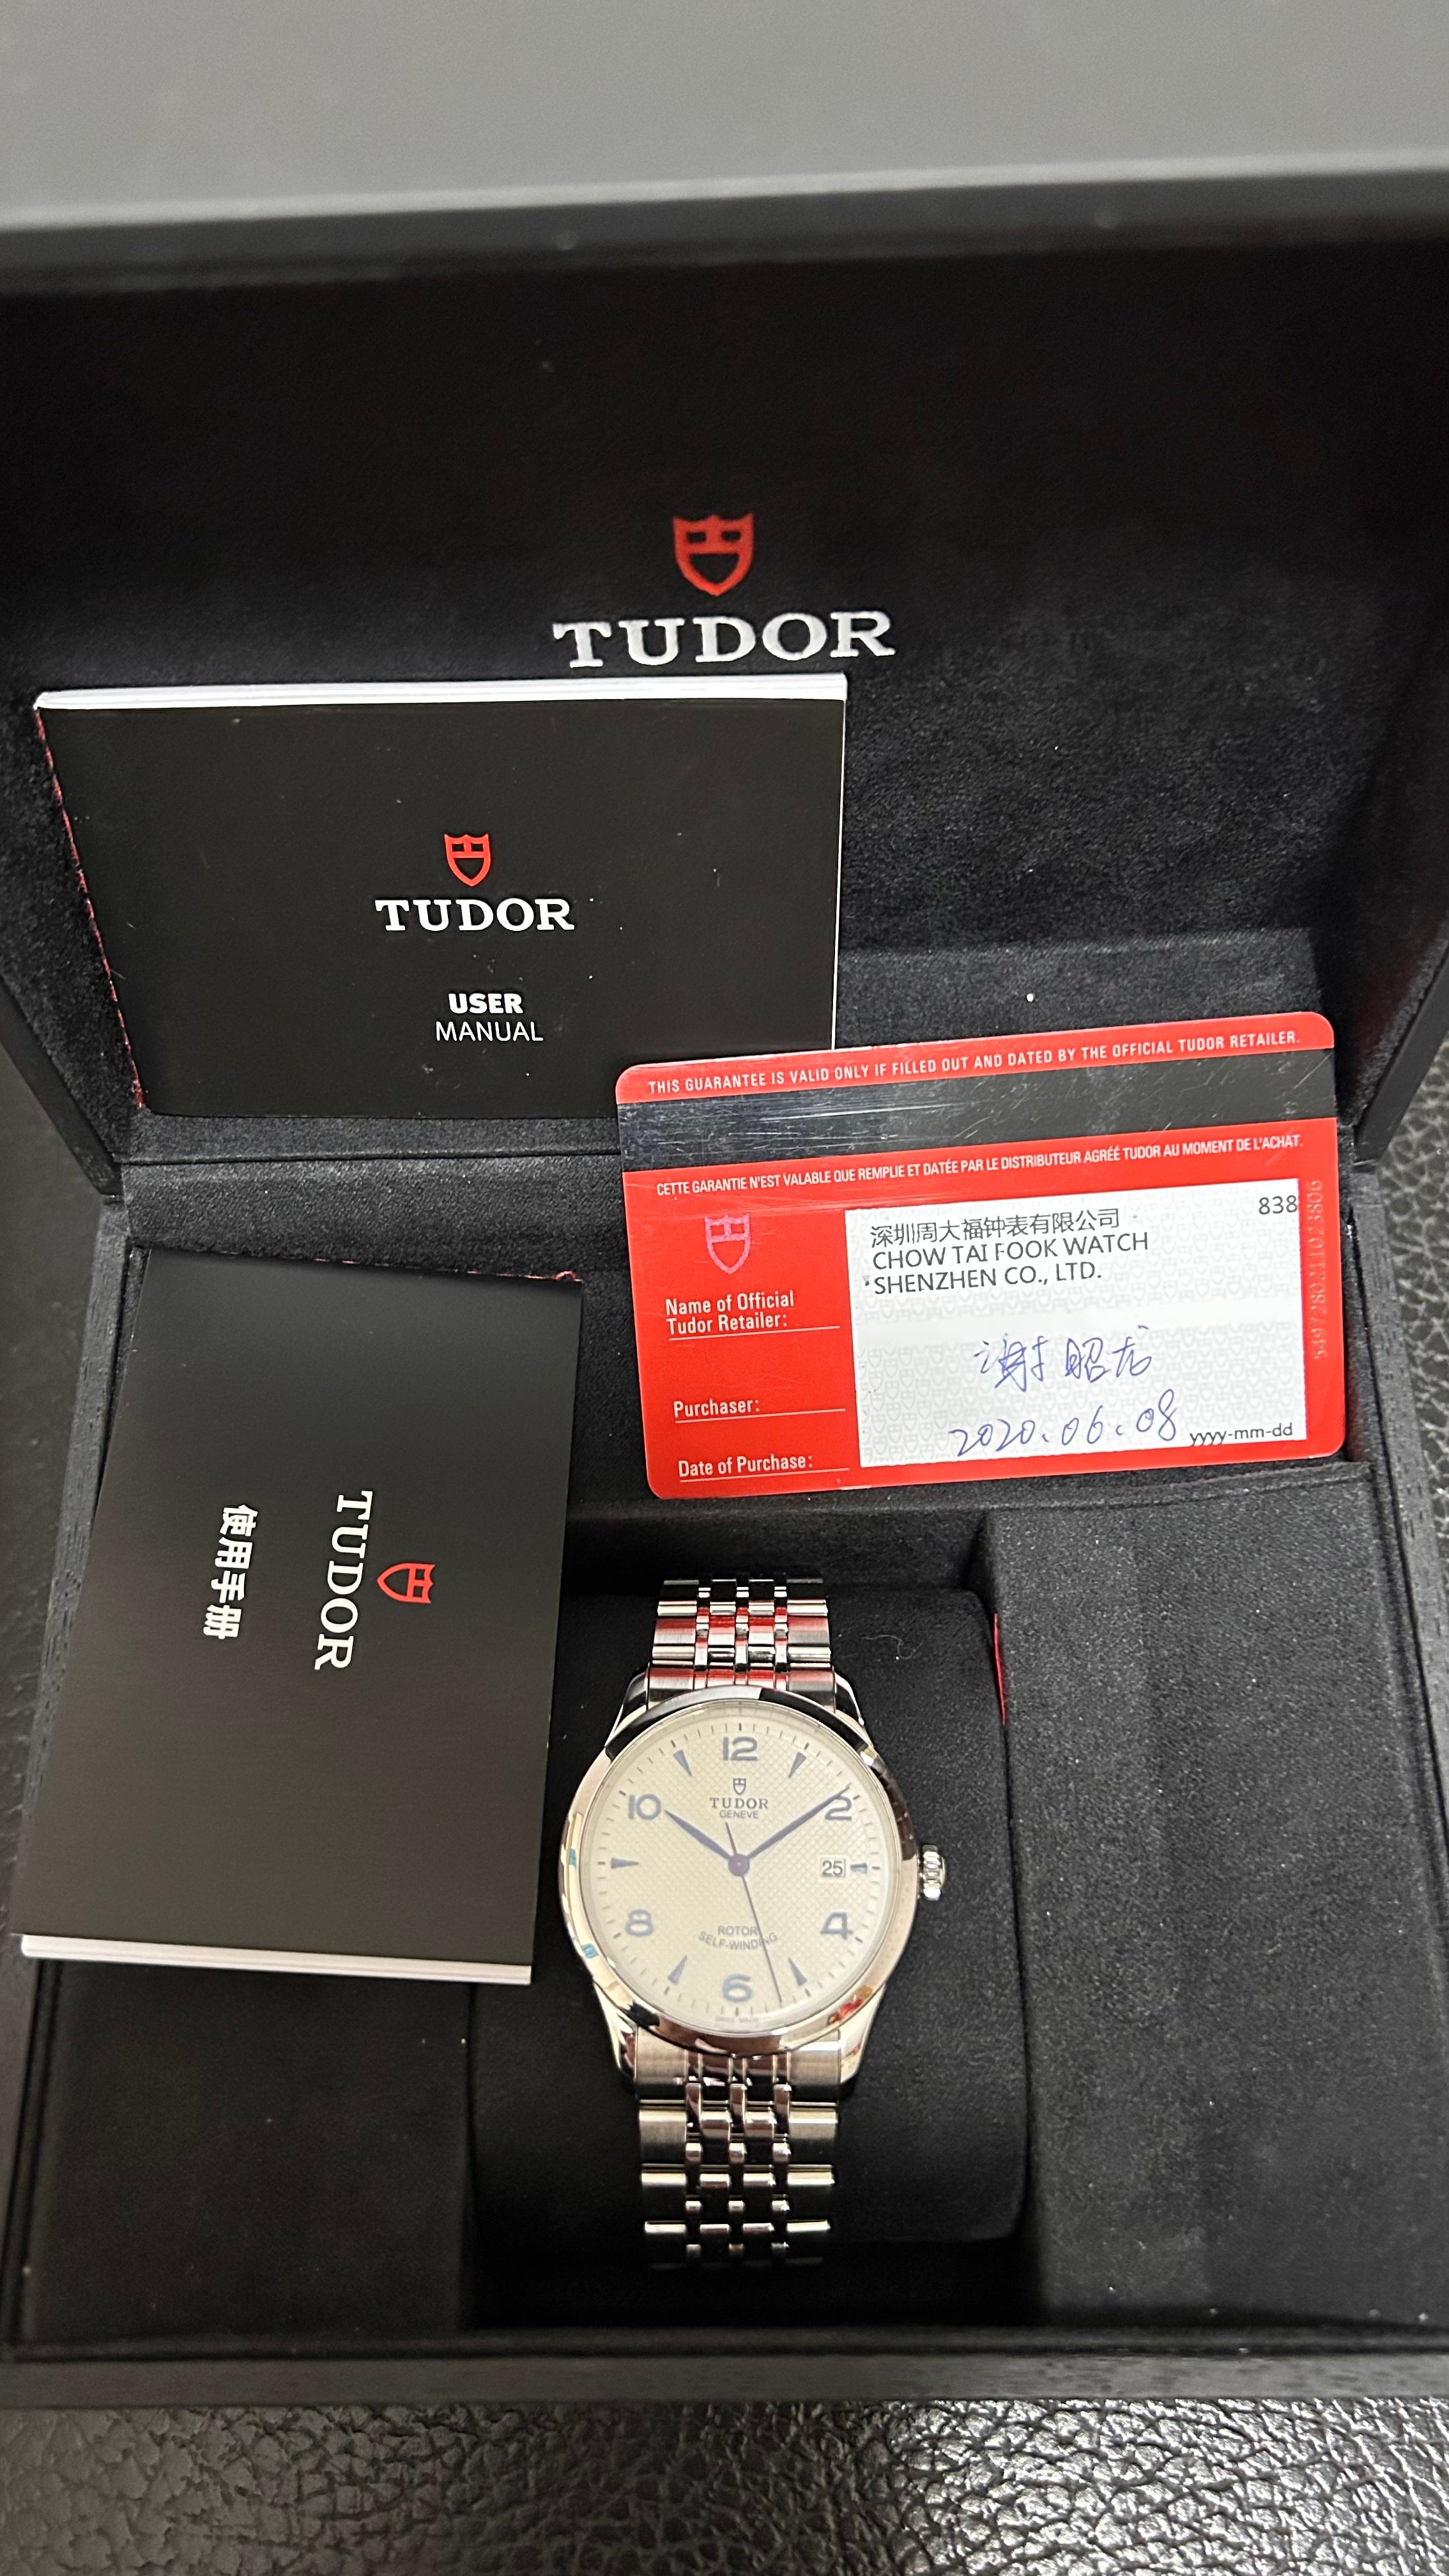 TUDOR
TUDOR
USER
MANUAL
THIS GUARANTEE IS VALID ONLY IF FILLED OUT AND DATED BY THE OFFICIAL TUDOR RETAILER.
CETTE GARANTIE N'EST VALABLE QUE REMPLIE ET DATÉE PAR LE DISTRIBUTEUR AGRÉÉ TUDOR AU MOMENT DE L'ACHAT.
838
深圳周大福钟表有限公司
CHOW TAI FOOK WATCH
SHENZHEN CO., LTD.
Name of Official
Tudor Retailer:
谢昭龙
Purchaser:
2020.06.08
yyyy-mm-dd
Date of Purchase:
TUDOR
使用手册
12
TUDOR
GENEVE
10
2
25
8
4
ROTOR
SELF-WINDING
6